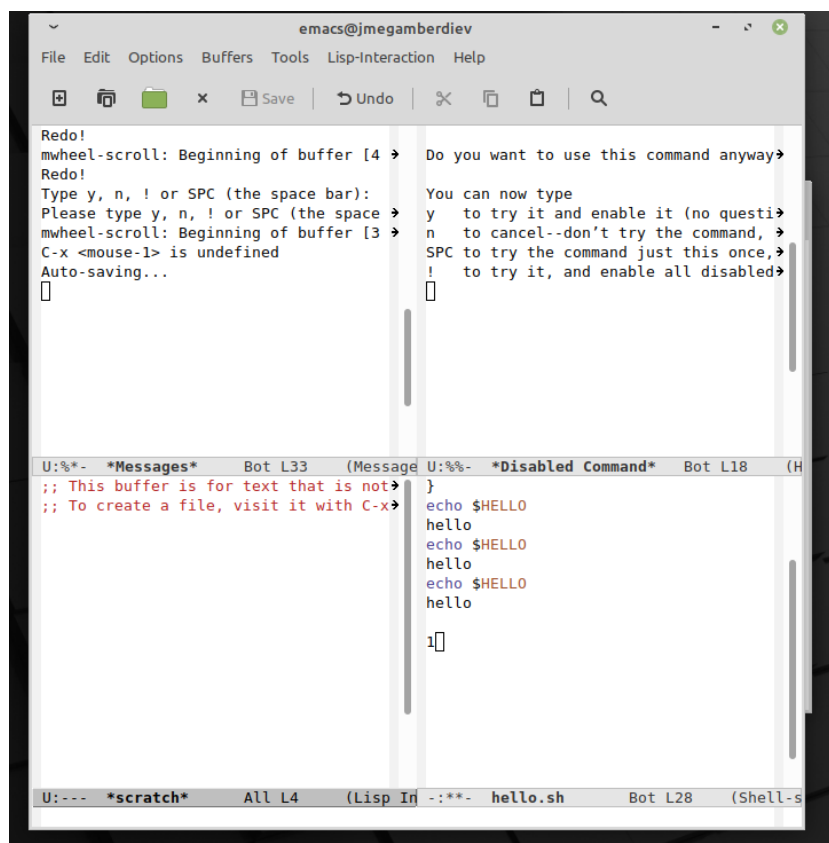 emacs@jmegamberdiev
File Edit Options Buffers Tools Lisp-Interaction Help
Save Undo
Redo!
mwheel-scroll: Beginning of buffer [4
Redo!
Type y, n, ! or SPC (the space bar):
Please type y, n, ! or SPC (the space
mwheel-scroll: Beginning of buffer [3
C-x <mouse-1> is undefined
Auto-saving...
U:%*- *Messages* Bot L33 (Message
Do you want to use this command anyway
You can now type
y to try it and enable it (no questi
n to cancel--don’t try the command,
SPC to try the command just this once,
! to try it, and enable all disabled
U:%%- *Disabled Command* Bot L18 (H
;; This buffer is for text that is not
;; To create a file, visit it with C-x
U:--- *scratch* All L4 (Lisp In
}
echo $HELLO
hello
echo $HELLO
hello
echo $HELLO
hello
1
-:**- hello.sh Bot L28 (Shell-s